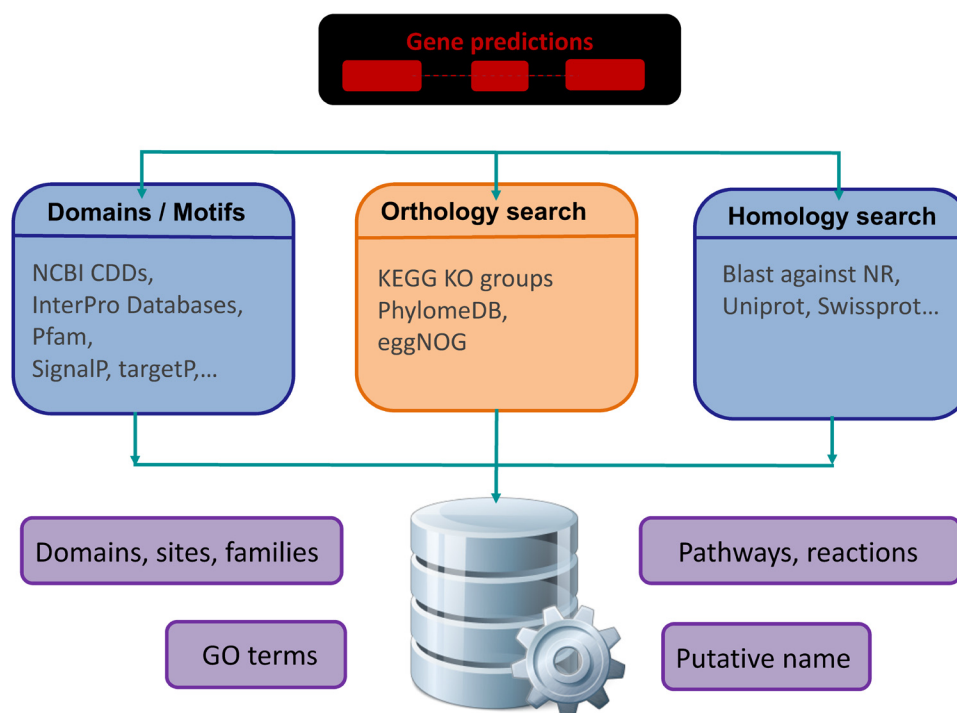 Gene predictions
Domains / Motifs
NCBI CDDs,
InterPro Databases,
Pfam,
SignalP, targetP,...
Orthology search
KEGG KO groups
PhylomeDB,
eggNOG
Homology search
Blast against NR,
Uniprot, Swissprot...
Domains, sites, families
Pathways, reactions
GO terms
Putative name